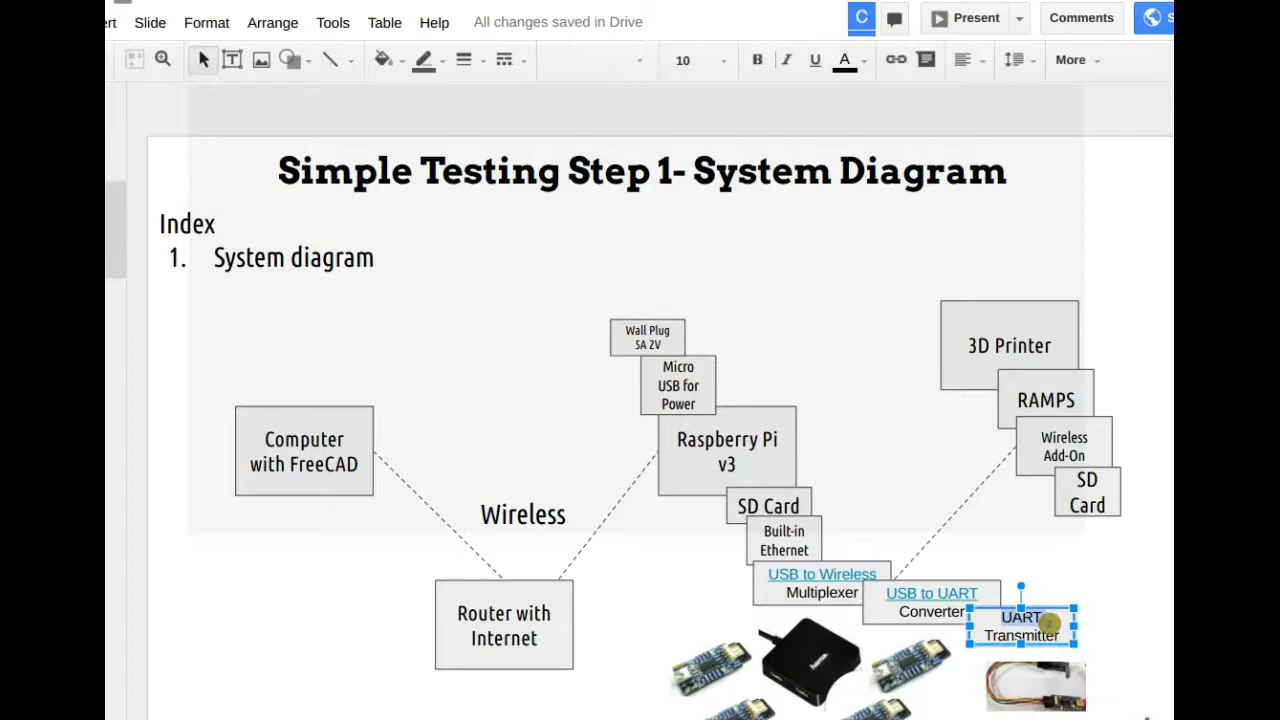 rt Slide Format Arrange Tools Table Help All changes saved in Drive C Present Comments S
10 B I U A More
Simple Testing Step 1- System Diagram
Index
1. System diagram
Wall Plug
5A 2V
Micro
USB for
Power
3D Printer
RAMPS
Wireless
Add-On
SD
Card
Computer
with FreeCAD
Raspberry Pi
v3
Wireless
SD Card
Built-in
Ethernet
USB to Wireless
Multiplexer
USB to UART
Converter
UART
Transmitter
Router with
Internet
hama